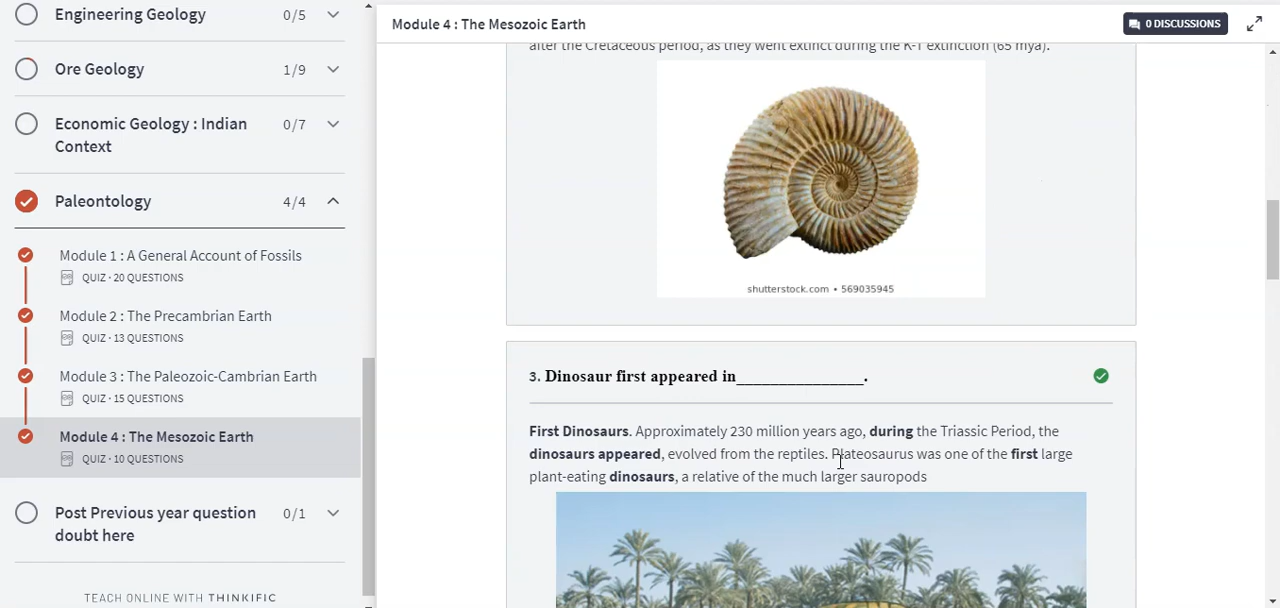 Engineering Geology 0/5
Ore Geology 1/9
Economic Geology : Indian 0/7
Context
Paleontology 4/4
Module 1 : A General Account of Fossils
QUIZ · 20 QUESTIONS
Module 2 : The Precambrian Earth
QUIZ · 13 QUESTIONS
Module 3 : The Paleozoic-Cambrian Earth
QUIZ · 15 QUESTIONS
Module 4 : The Mesozoic Earth
QUIZ · 10 QUESTIONS
Post Previous year question 0/1
doubt here
TEACH ONLINE WITH THINKIFIC
Module 4 : The Mesozoic Earth
0 DISCUSSIONS
after the Cretaceous period, as they went extinct during the K-T extinction (65 mya).
shutterstock.com • 569035945
3. Dinosaur first appeared in_______________.
First Dinosaurs. Approximately 230 million years ago, during the Triassic Period, the
dinosaurs appeared, evolved from the reptiles. Plateosaurus was one of the first large
plant-eating dinosaurs, a relative of the much larger sauropods